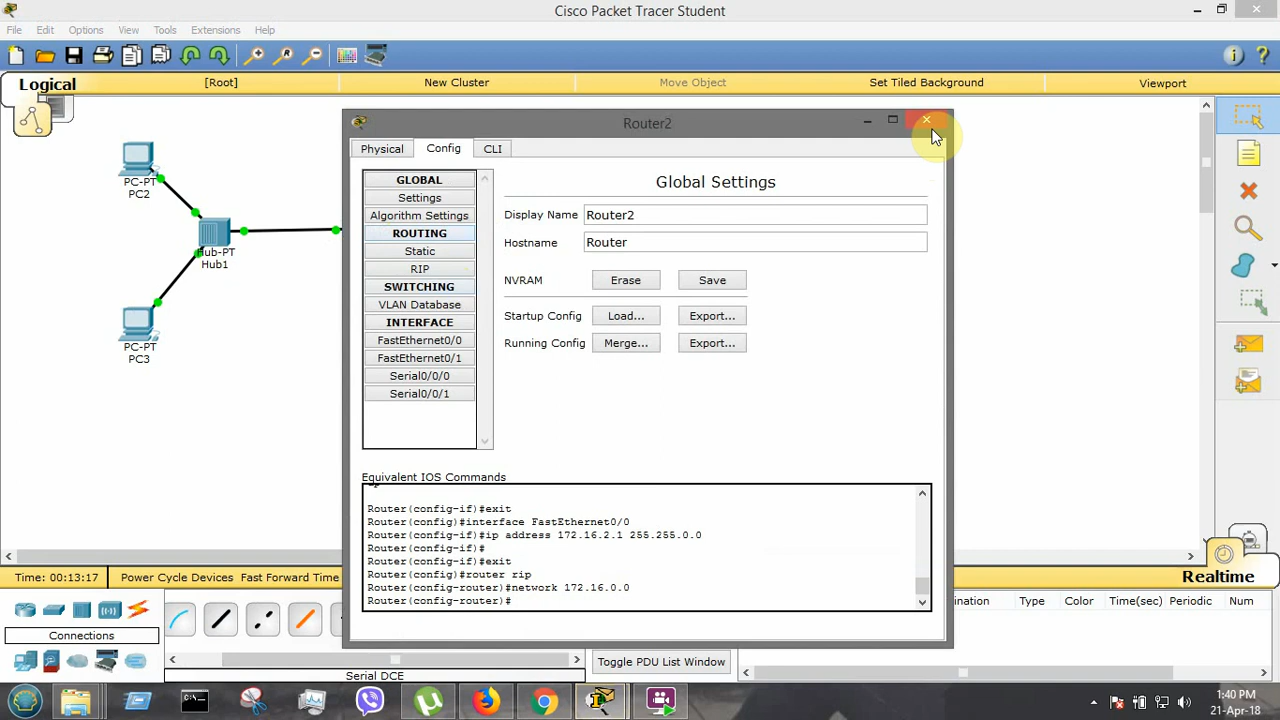 Cisco Packet Tracer Student
File Edit Options View Tools Extensions Help
Logical [Root] New Cluster Move Object Set Tiled Background Viewport
PC-PT
PC2
Hub-PT
Hub1
PC-PT
PC3
Router2
Physical Config CLI
GLOBAL
Settings
Algorithm Settings
ROUTING
Static
RIP
SWITCHING
VLAN Database
INTERFACE
FastEthernet0/0
FastEthernet0/1
Serial0/0/0
Serial0/0/1
Global Settings
Display Name Router2
Hostname Router
NVRAM Erase Save
Startup Config Load... Export...
Running Config Merge... Export...
Equivalent IOS Commands
Router(config-if)#exit
Router(config)#interface FastEthernet0/0
Router(config-if)#ip address 172.16.2.1 255.255.0.0
Router(config-if)#
Router(config-if)#exit
Router(config)#router rip
Router(config-router)#network 172.16.0.0
Router(config-router)#
Time: 00:13:17 Power Cycle Devices Fast Forward Time
Realtime
Connections
Serial DCE
Toggle PDU List Window
Type Color Time(sec) Periodic Num
1:40 PM
21-Apr-18